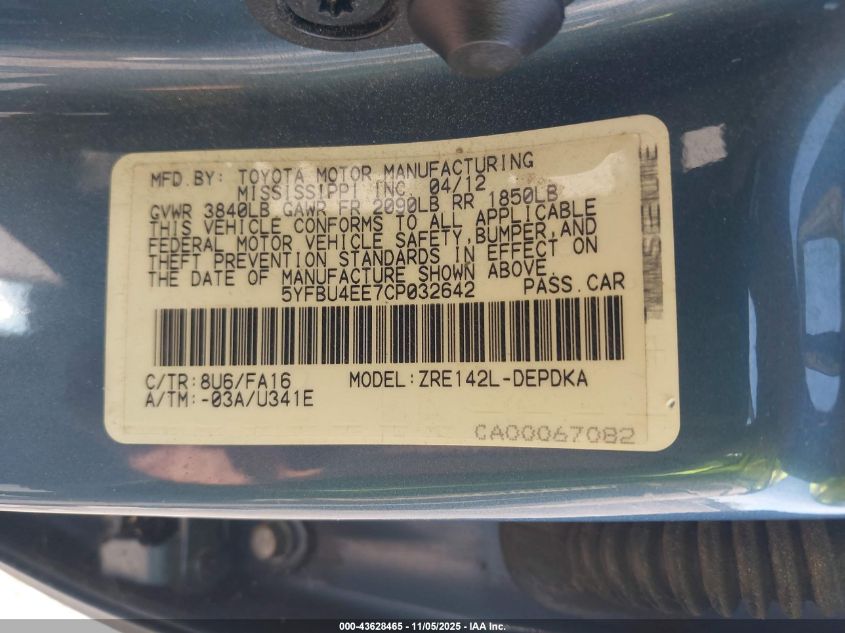 MFD.BY: TOYOTA MOTOR MANUFACTURING
MISSISSIPPI INC. 04/12
GVWR 3840LB GAWR FR 2090LB RR 1850LB
THIS VEHICLE CONFORMS TO ALL APPLICABLE
FEDERAL MOTOR VEHICLE SAFETY, BUMPER, AND
THEFT PREVENTION STANDARDS IN EFFECT ON
THE DATE OF MANUFACTURE SHOWN ABOVE.
5YFBU4EE7CP032642 PASS.CAR
C/TR:8U6/FA16 MODEL:ZRE142L-DEPDKA
A/TM:-03A/U341E
CA00067082
000-43628465 - 11/05/2025 - IAA Inc.